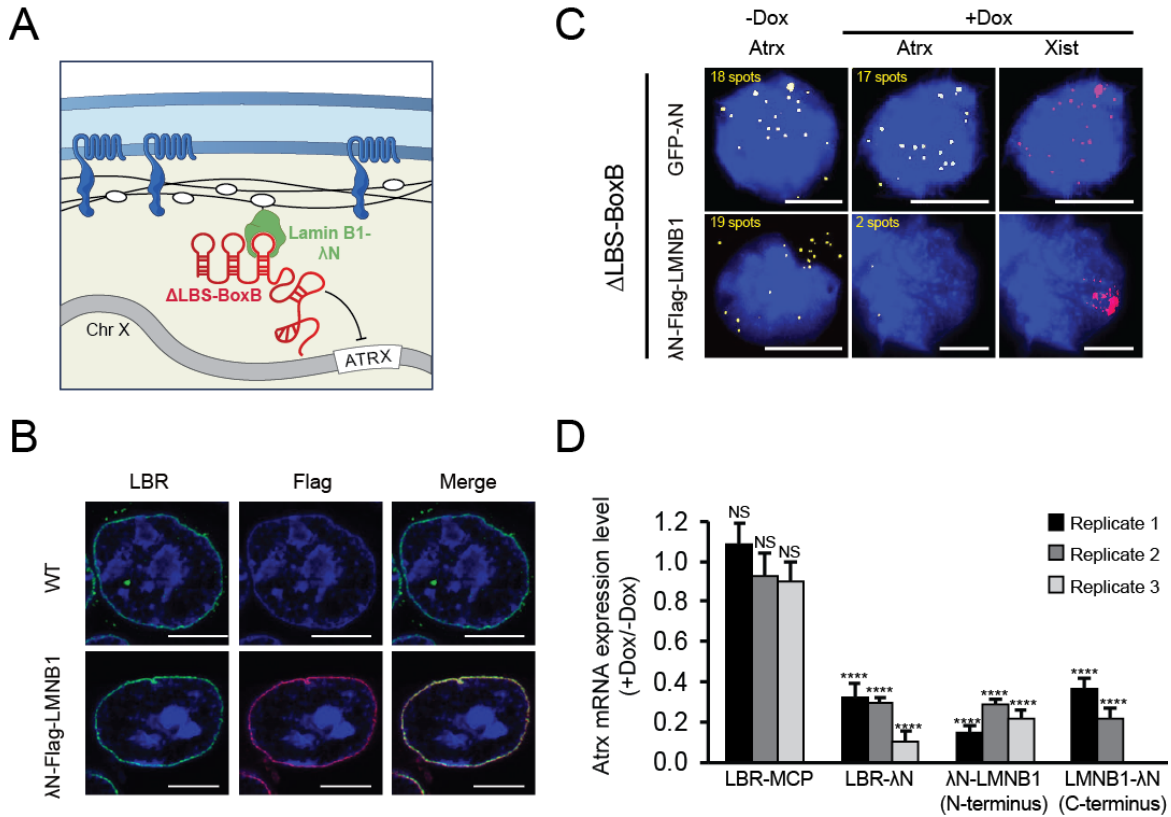 A
Lamin B1-
λN
ΔLBS-BoxB
Chr X
ATRX
B
LBR Flag Merge
WT
λN-Flag-LMNB1
C
-Dox +Dox
Atrx Atrx Xist
ΔLBS-BoxB
GFP-λN
18 spots 17 spots
λN-Flag-LMNB1
19 spots 2 spots
D
Atrx mRNA expression level
(+Dox/-Dox)
1.2
1.0
0.8
0.6
0.4
0.2
0.0
NS NS NS
**** **** ****
**** **** ****
**** ****
Replicate 1
Replicate 2
Replicate 3
LBR-MCP LBR-λN λN-LMNB1 LMNB1-λN
(N-terminus) (C-terminus)